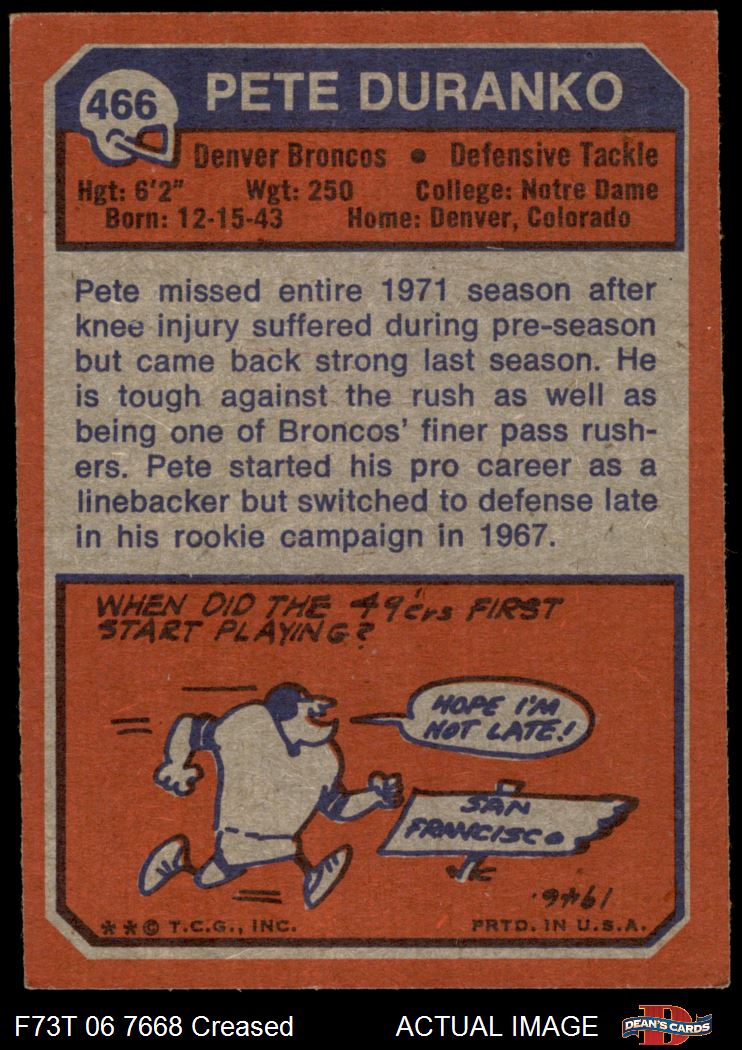 466
PETE DURANKO
Denver Broncos • Defensive Tackle
Hgt: 6'2" Wgt: 250 College: Notre Dame
Born: 12-15-43 Home: Denver, Colorado
Pete missed entire 1971 season after
knee injury suffered during pre-season
but came back strong last season. He
is tough against the rush as well as
being one of Broncos' finer pass rush-
ers. Pete started his pro career as a
linebacker but switched to defense late
in his rookie campaign in 1967.
WHEN DID THE 49'ers FIRST
START PLAYING?
HOPE I'M
NOT LATE!
SAN
FRANCISCO
1946.
**© T.C.G., INC. PRTD. IN U.S.A.
F73T 06 7668 Creased ACTUAL IMAGE
D
DEAN'S CARDS